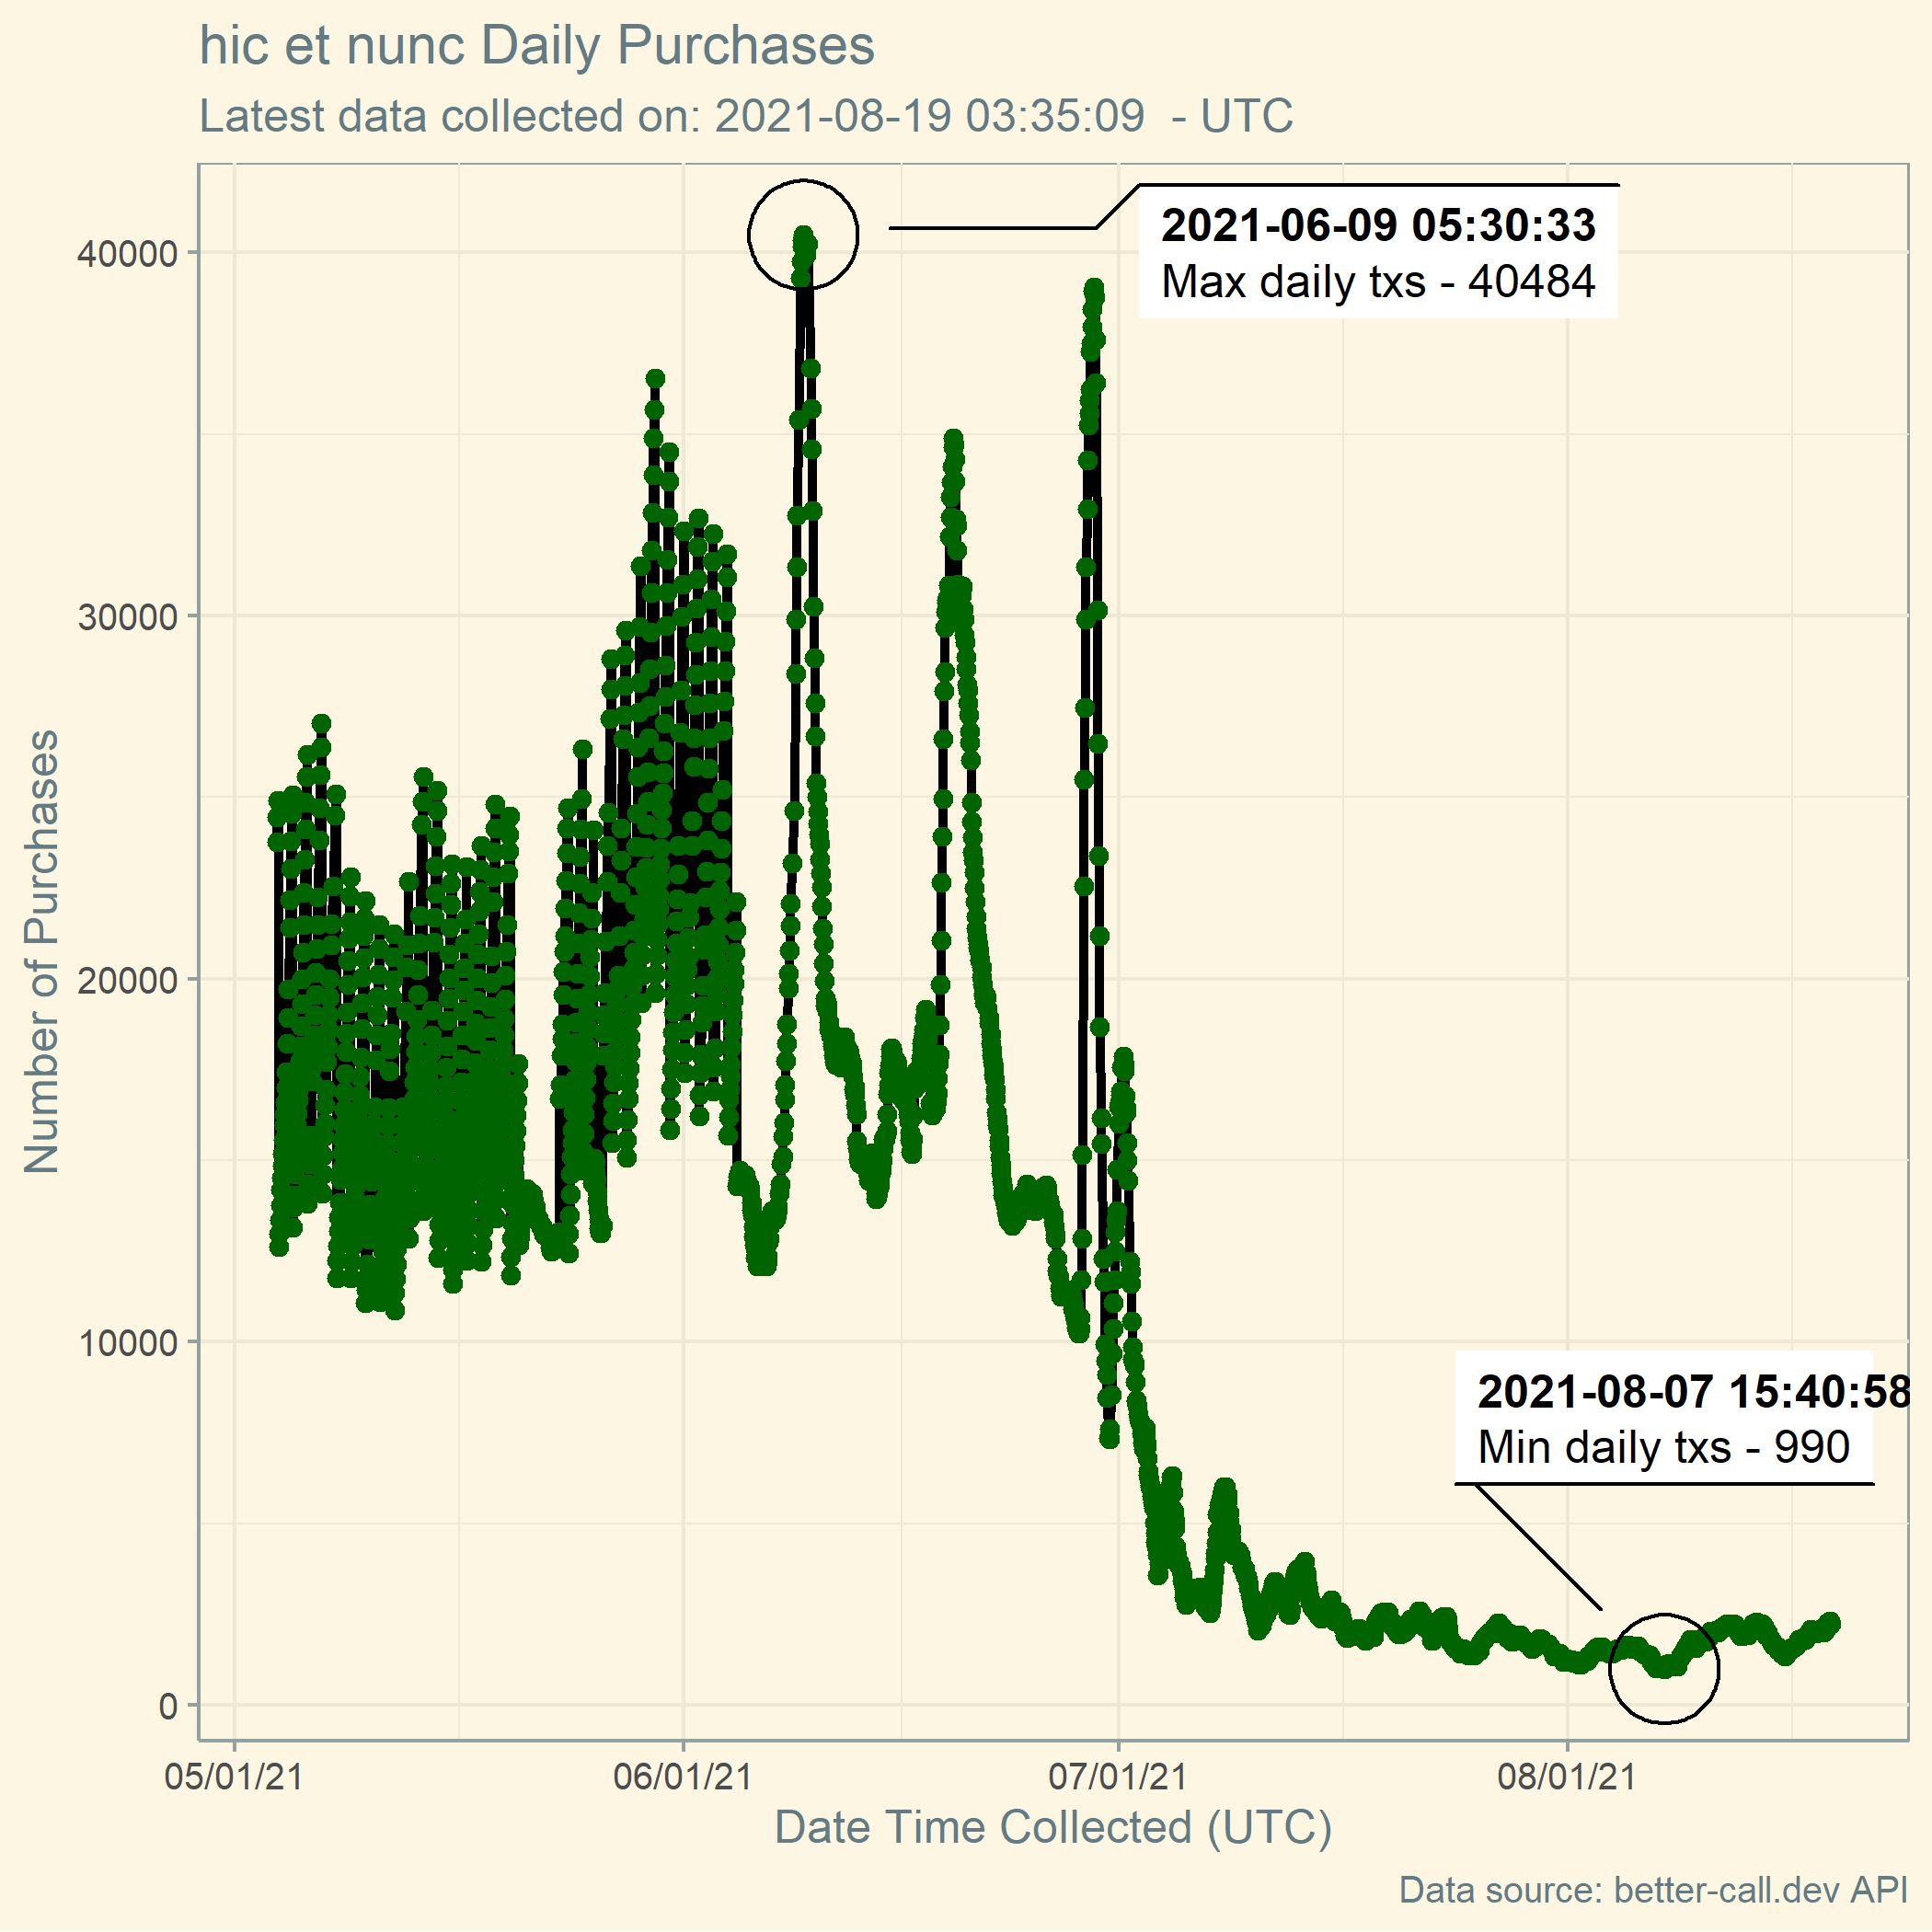 hic et nunc Daily Purchases
Latest data collected on: 2021-08-19 03:35:09  - UTC
2021-06-09 05:30:33
Max daily txs - 40484
40000
30000
20000
10000
0
Number of Purchases
2021-08-07 15:40:58
Min daily txs - 990
05/01/21
06/01/21
07/01/21
08/01/21
Date Time Collected (UTC)
Data source: better-call.dev API